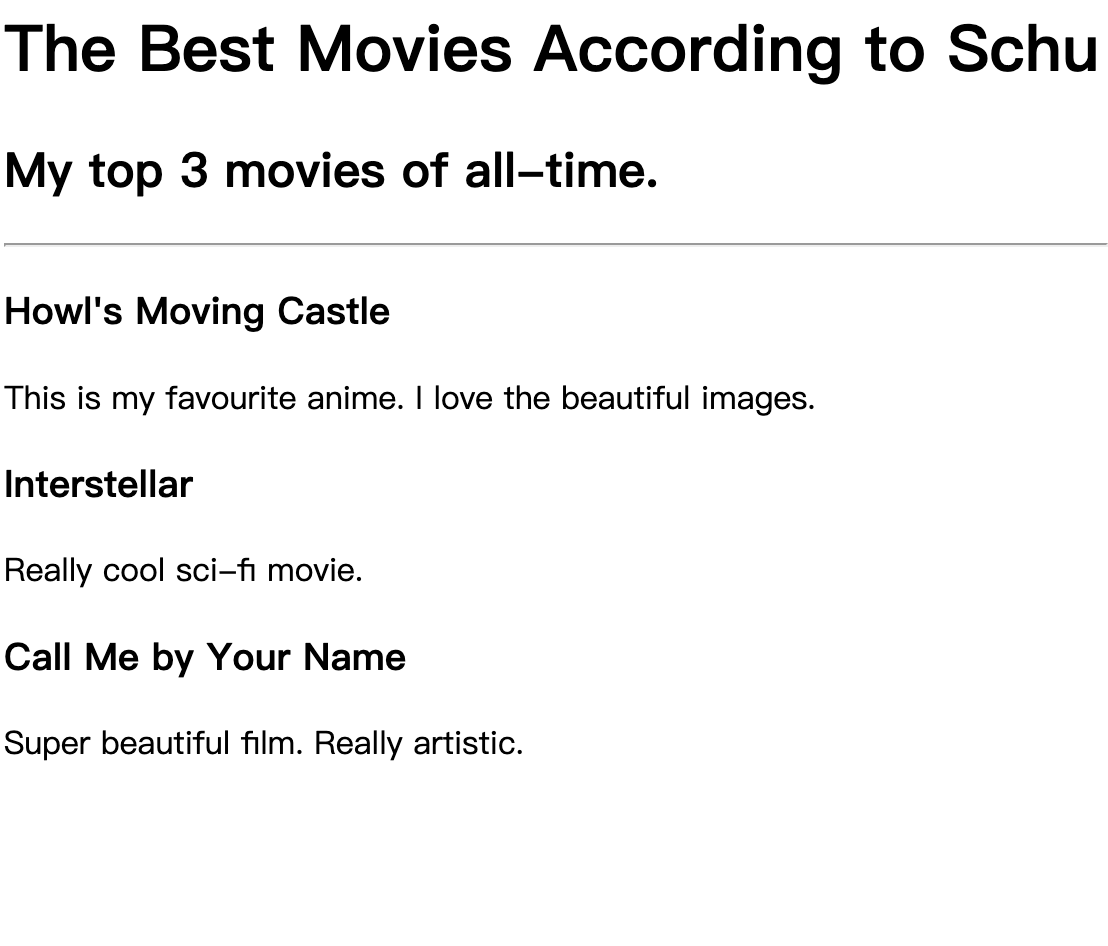 The Best Movies According to Schu
My top 3 movies of all-time.
Howl's Moving Castle
This is my favourite anime. I love the beautiful images.
Interstellar
Really cool sci-fi movie.
Call Me by Your Name
Super beautiful film. Really artistic.